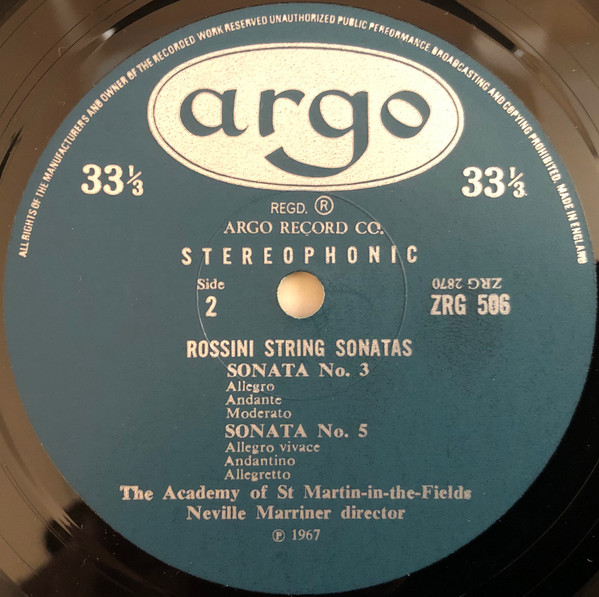 ALL RIGHTS OF THE MANUFACTURERS AND OWNER OF THE RECORDED WORK RESERVED UNAUTHORIZED PUBLIC PERFORMANCE BROADCASTING AND COPYING PROHIBITED. MADE IN ENGLAND
argo
33⅓ 33⅓
REGD. ®
ARGO RECORD CO.
STEREOPHONIC
Side
2
ZRG 2870
ZRG 506
ROSSINI STRING SONATAS
SONATA No. 3
Allegro
Andante
Moderato
SONATA No. 5
Allegro vivace
Andantino
Allegretto
The Academy of St Martin-in-the-Fields
Neville Marriner director
℗ 1967